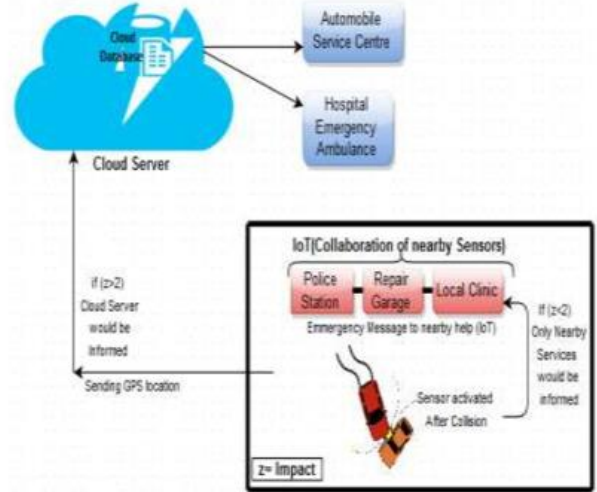 Automobile
Service Centre
Cloud
Database
Hospital
Emergency
Ambulance
Cloud Server
IoT(Collaboration of nearby Sensors)
Police
Station
Repair
Garage
Local Clinic
Emmergency Message to nearby help (IoT)
if (z>2)
Cloud Server
would be
Informed
Sending GPS location
If (z<2)
Only Nearby
Services
would be
informed
Sensor activated
After Collision
z= Impact